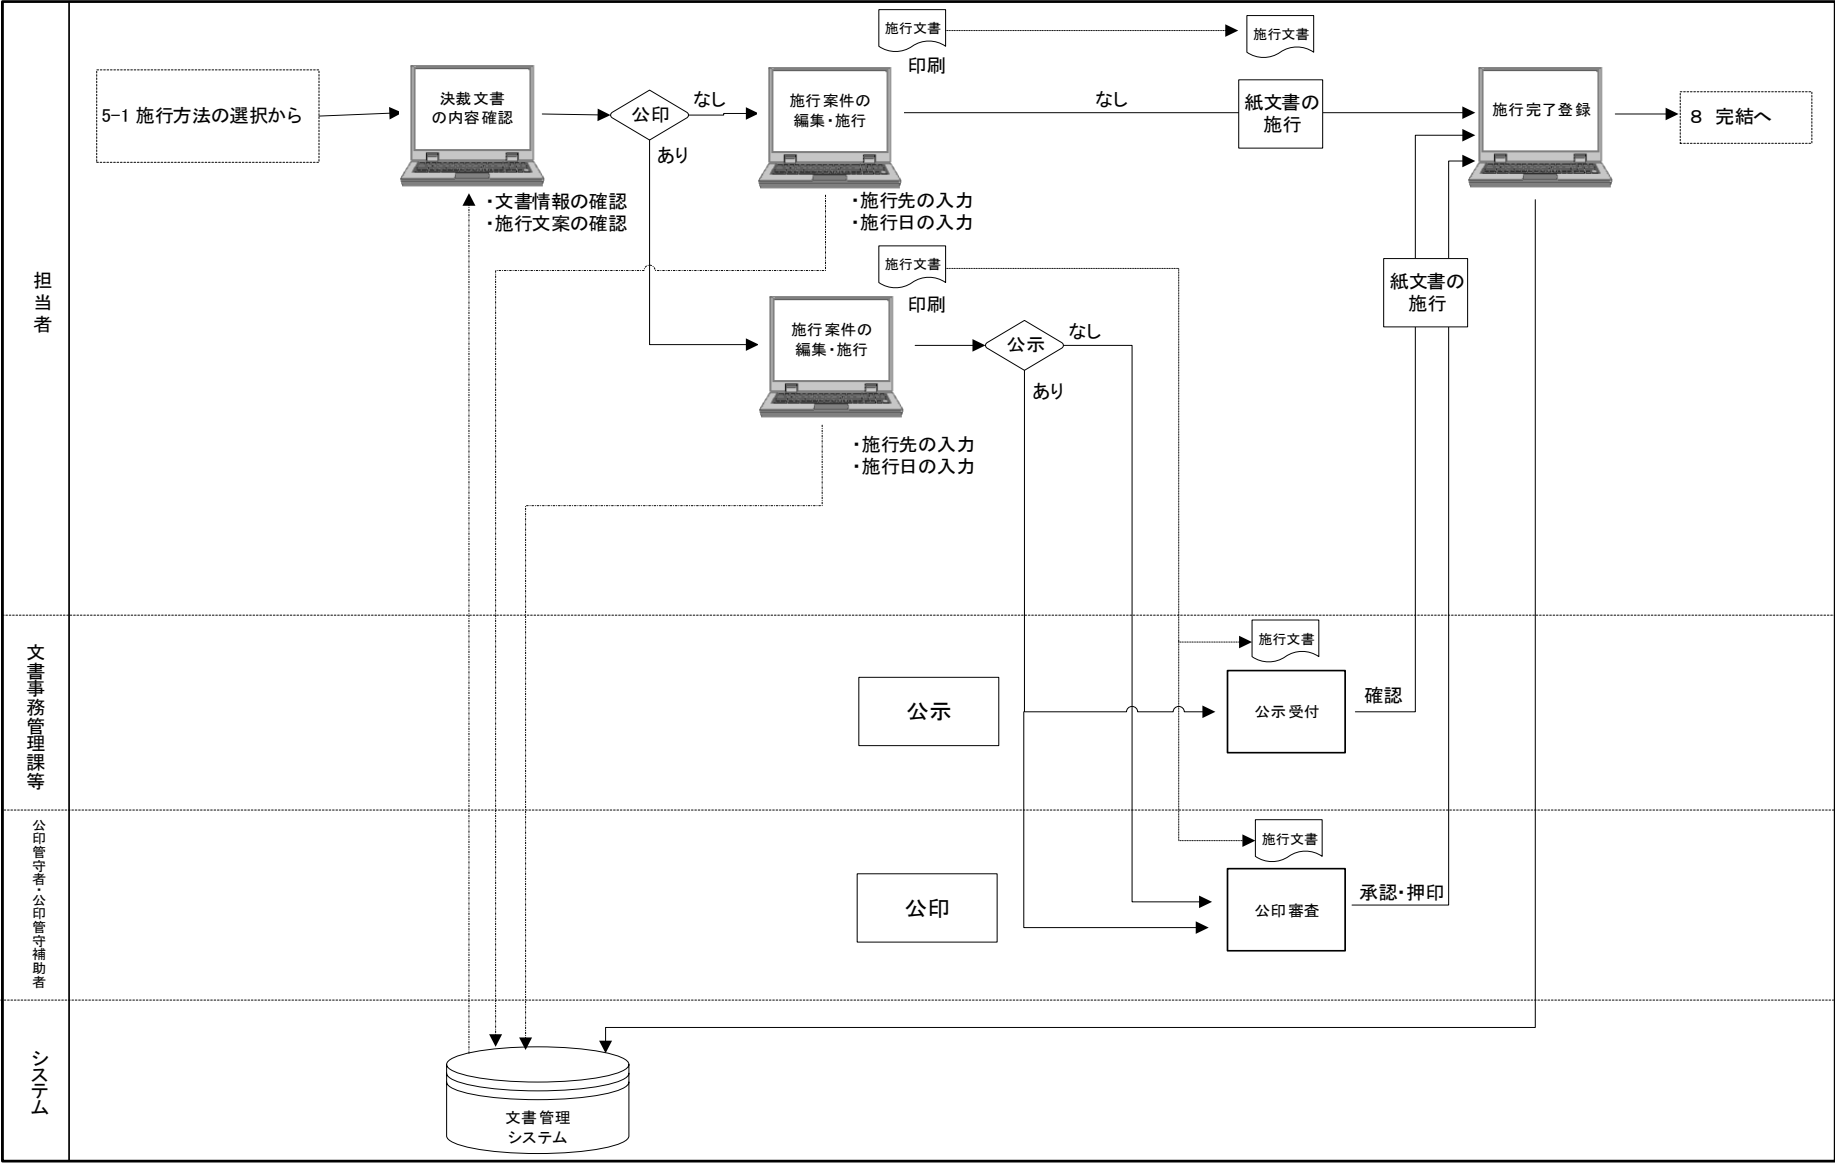 担当者
5-1 施行方法の選択から
決裁文書
の内容確認
・文書情報の確認
・施行文案の確認
公印
なし
あり
施行文書
印刷
施行案件の
編集・施行
・施行先の入力
・施行日の入力
なし
施行文書
紙文書の
施行
施行完了登録
8 完結へ
施行文書
印刷
施行案件の
編集・施行
・施行先の入力
・施行日の入力
公示
なし
あり
紙文書の
施行
文書事務管理課等
公示
施行文書
公示受付
確認
公印管守者・公印管守補助者
公印
施行文書
公印審査
承認・押印
システム
文書管理
システム